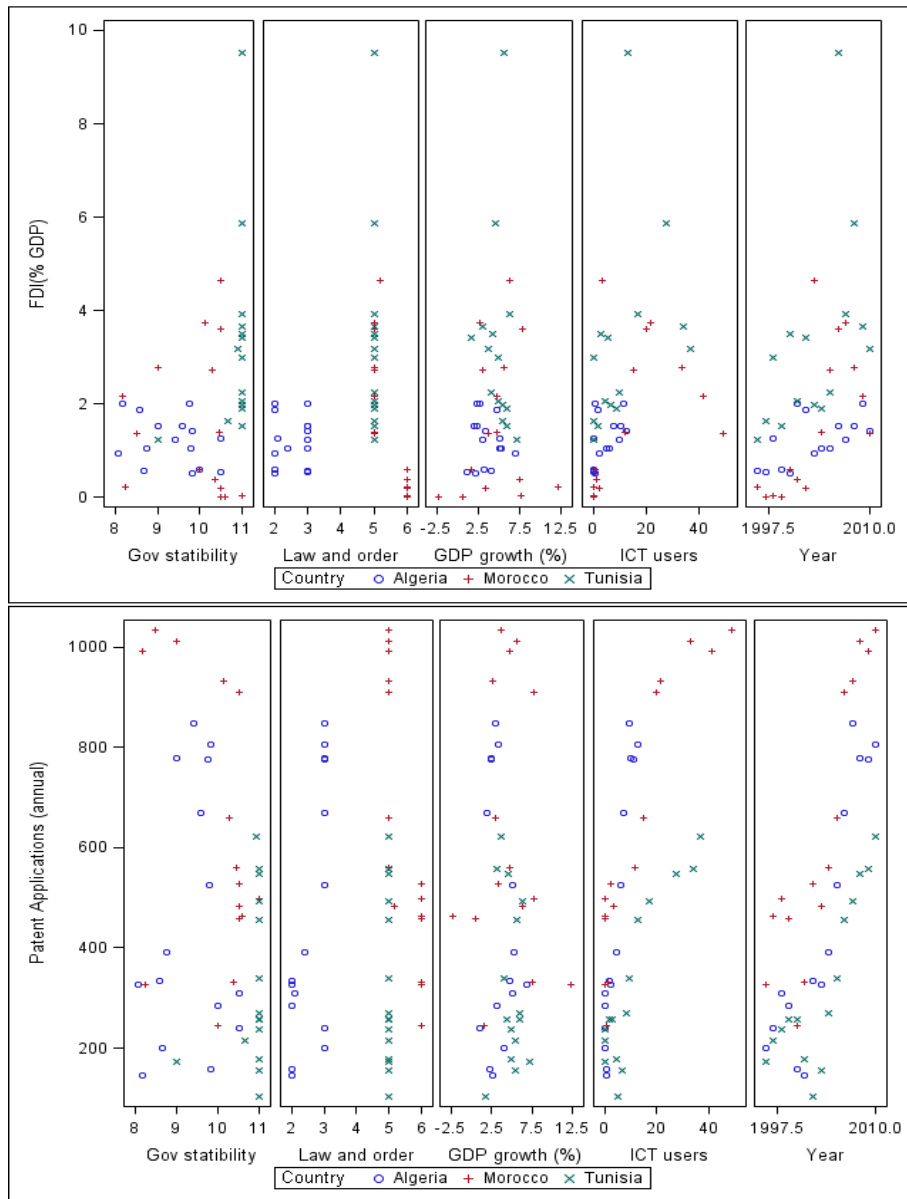 10
8
6
4
2
0
FDI(% GDP)
8 9 10 11 2 3 4 5 6 -2.5 2.5 7.5 12.5 0 20 40 1997.5 2010.0
Gov statibility Law and order GDP growth (%) ICT users Year
Country Algeria Morocco Tunisia
1000
800
600
400
200
Patent Applications (annual)
8 9 10 11 2 3 4 5 6 -2.5 2.5 7.5 12.5 0 20 40 1997.5 2010.0
Gov statibility Law and order GDP growth (%) ICT users Year
Country Algeria Morocco Tunisia